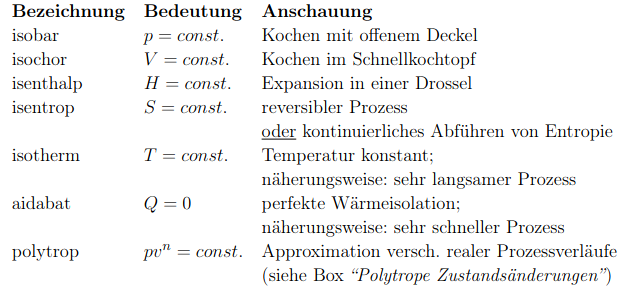 Bezeichnung Bedeutung Anschauung
isobar p = const. Kochen mit offenem Deckel
isochor V = const. Kochen im Schnellkochtopf
isenthalp H = const. Expansion in einer Drossel
isentrop S = const. reversibler Prozess
oder kontinuierliches Abführen von Entropie
isotherm T = const. Temperatur konstant;
näherungsweise: sehr langsamer Prozess
aidabat Q = 0 perfekte Wärmeisolation;
näherungsweise: sehr schneller Prozess
polytrop pvⁿ = const. Approximation versch. realer Prozessverläufe
(siehe Box “Polytrope Zustandsänderungen”)